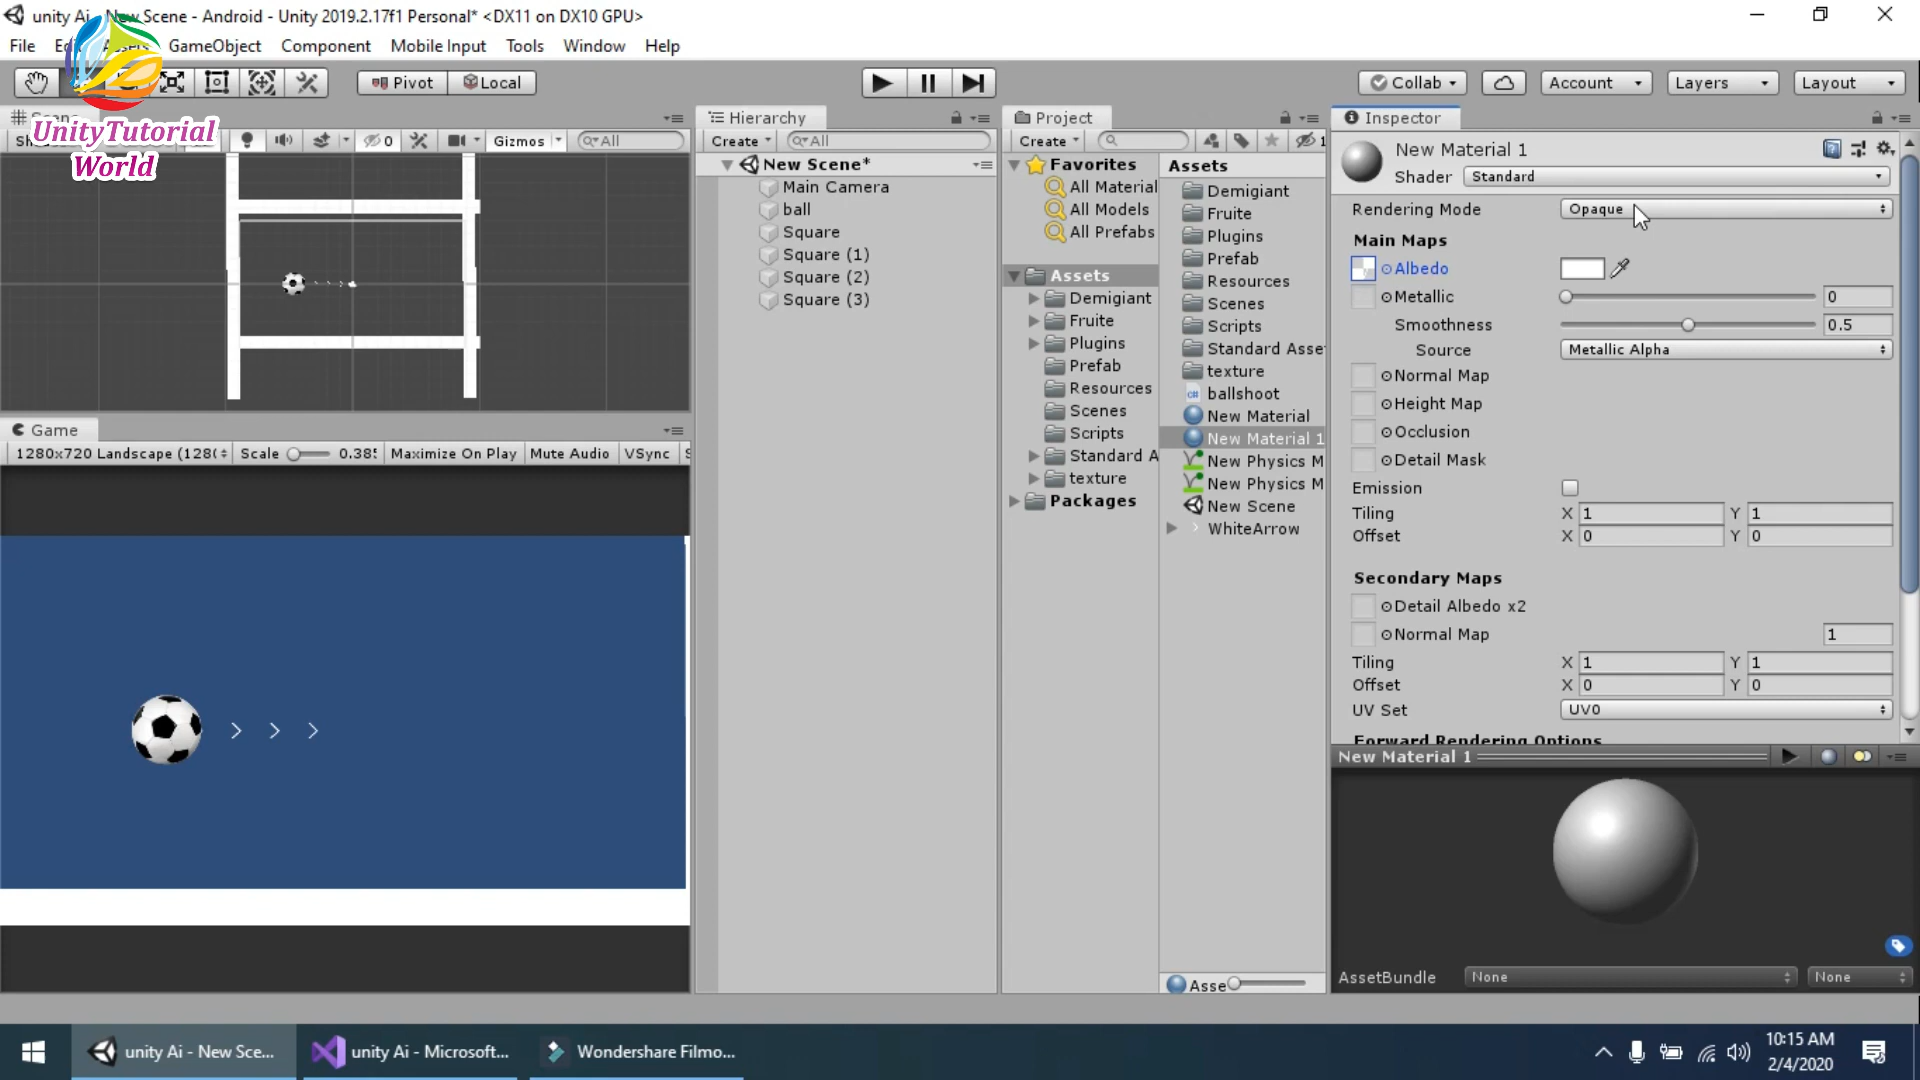 unity Ai - New Scene - Android - Unity 2019.2.17f1 Personal* <DX11 on DX10 GPU>
File Edit Assets GameObject Component Mobile Input Tools Window Help
Pivot Local Collab Account Layers Layout
UnityTutorial
World
Scene
Gizmos All
0
Game
1280x720 Landscape (128( Scale 0.385 Maximize On Play Mute Audio VSync S
Hierarchy
Create All
New Scene*
Main Camera
ball
Square
Square (1)
Square (2)
Square (3)
Project
Create
1
Favorites
All Material
All Models
All Prefabs
Assets
Demigiant
Fruite
Plugins
Prefab
Resources
Scenes
Scripts
Standard A
texture
Packages
Assets
Demigiant
Fruite
Plugins
Prefab
Resources
Scenes
Scripts
Standard Asse
texture
ballshoot
New Material
New Material 1
New Physics M
New Physics M
New Scene
WhiteArrow
Asse
Inspector
New Material 1
Shader Standard
Rendering Mode Opaque
Main Maps
Albedo
Metallic 0
Smoothness 0.5
Source Metallic Alpha
Normal Map
Height Map
Occlusion
Detail Mask
Emission
Tiling X 1 Y 1
Offset X 0 Y 0
Secondary Maps
Detail Albedo x2
Normal Map 1
Tiling X 1 Y 1
Offset X 0 Y 0
UV Set UV0
Forward Rendering Options
New Material 1
AssetBundle None None
unity Ai - New Sce... unity Ai - Microsoft... Wondershare Filmo...
10:15 AM
2/4/2020